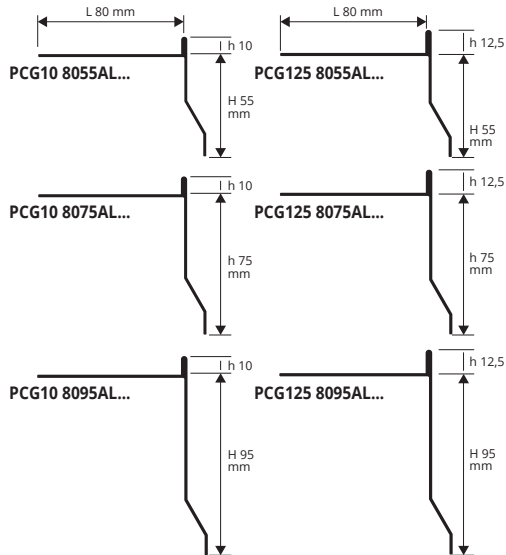 L 80 mm
L 80 mm
h 10
h 12,5
PCG10 8055AL...
PCG125 8055AL...
H 55
mm
H 55
mm
h 10
h 12,5
PCG10 8075AL...
PCG125 8075AL...
h 75
mm
h 75
mm
h 10
h 12,5
PCG10 8095AL...
PCG125 8095AL...
H 95
mm
H 95
mm